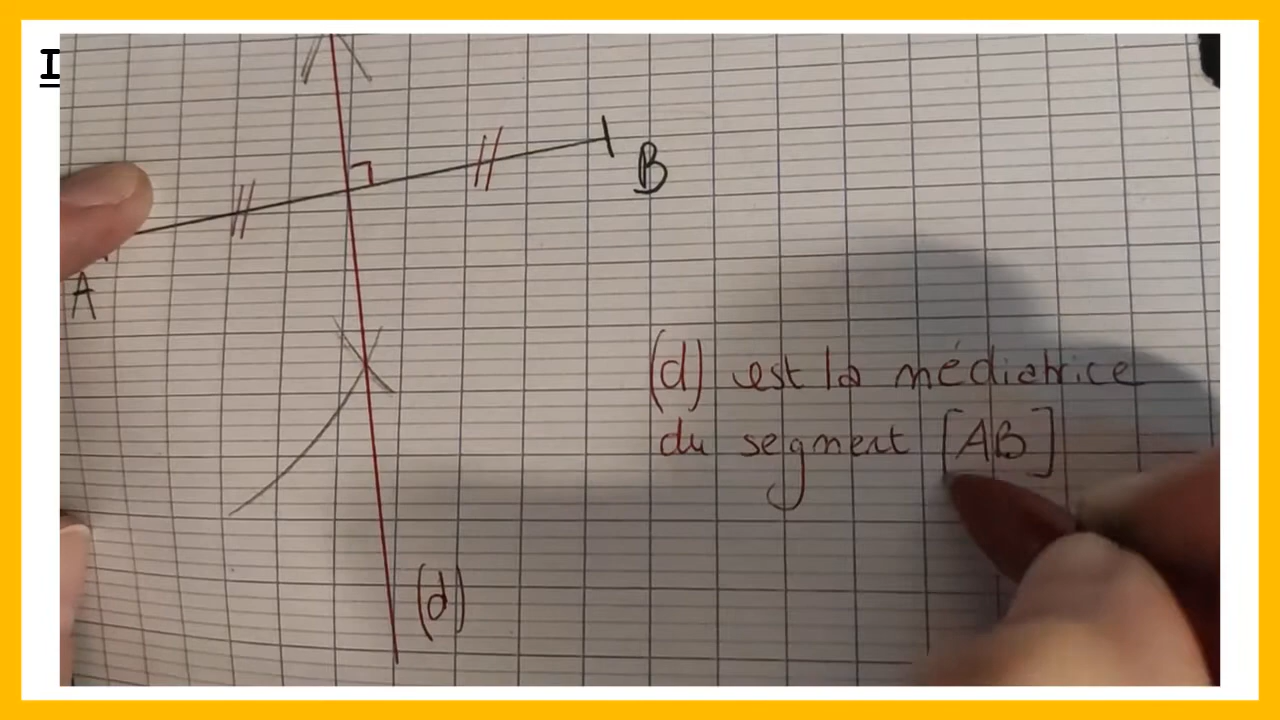 I
B
A
(d) est la médiatrice
du segment [AB]
(d)